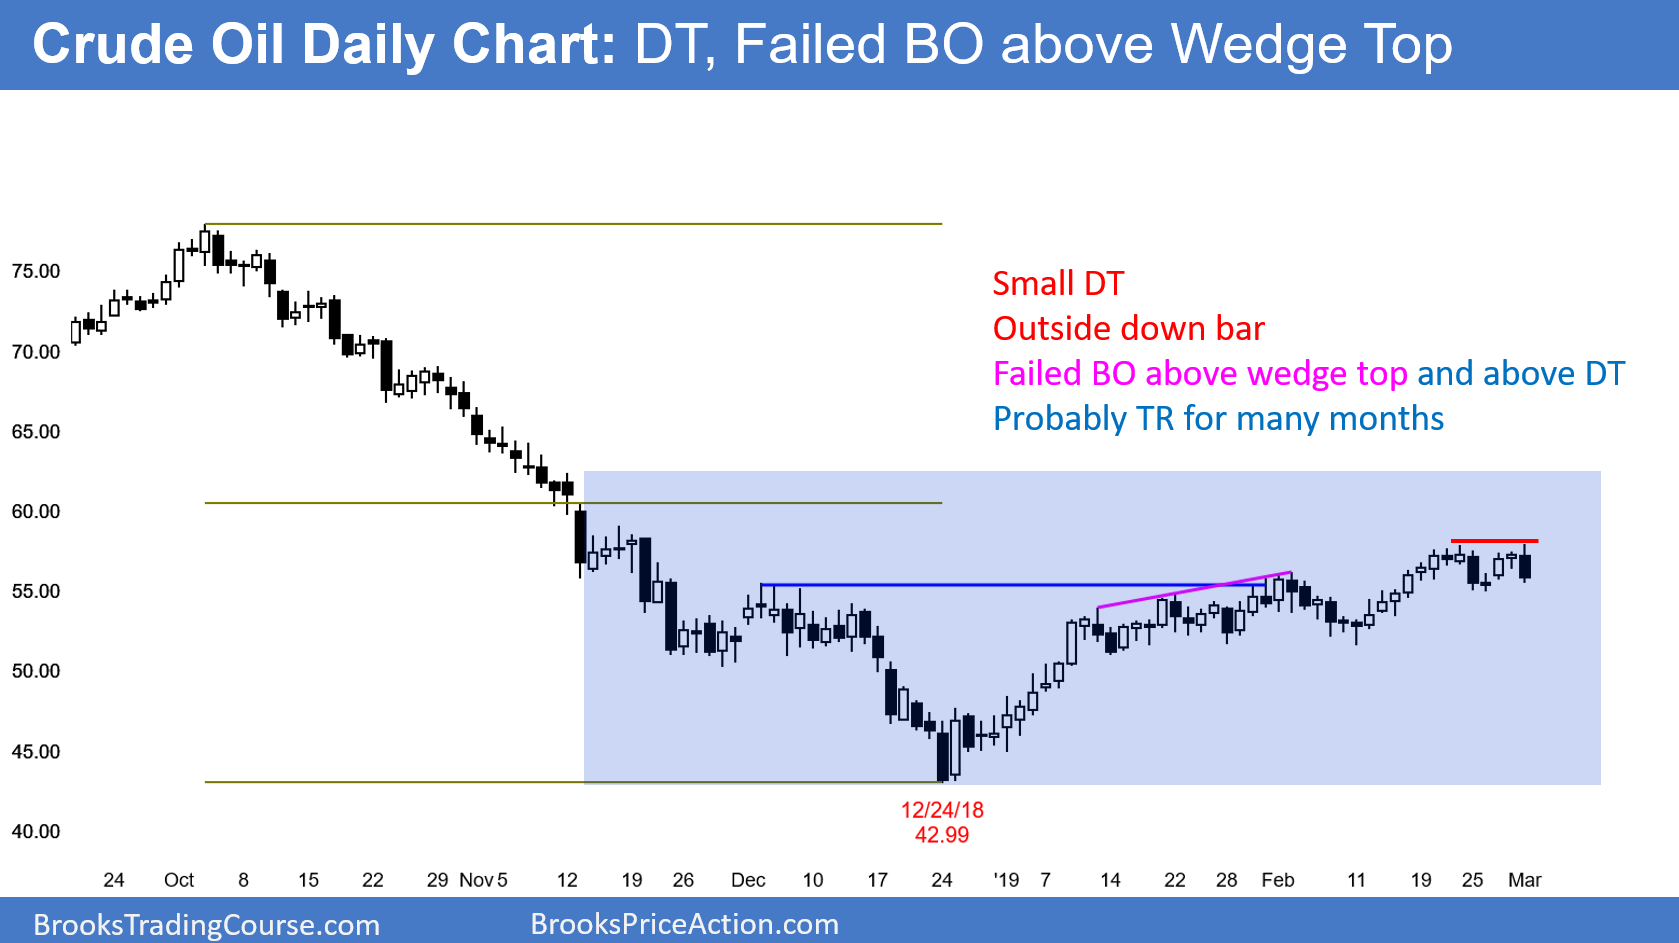 Crude Oil Daily Chart: DT, Failed BO above Wedge Top
75.00
70.00
65.00
60.00
55.00
50.00
45.00
40.00
Small DT
Outside down bar
Failed BO above wedge top and above DT
Probably TR for many months
12/24/18
42.99
24 Oct 8 15 22 29 Nov 5 12 19 26 Dec 10 17 24 '19 7 14 22 28 Feb 11 19 25 Mar
BrooksTradingCourse.com BrooksPriceAction.com